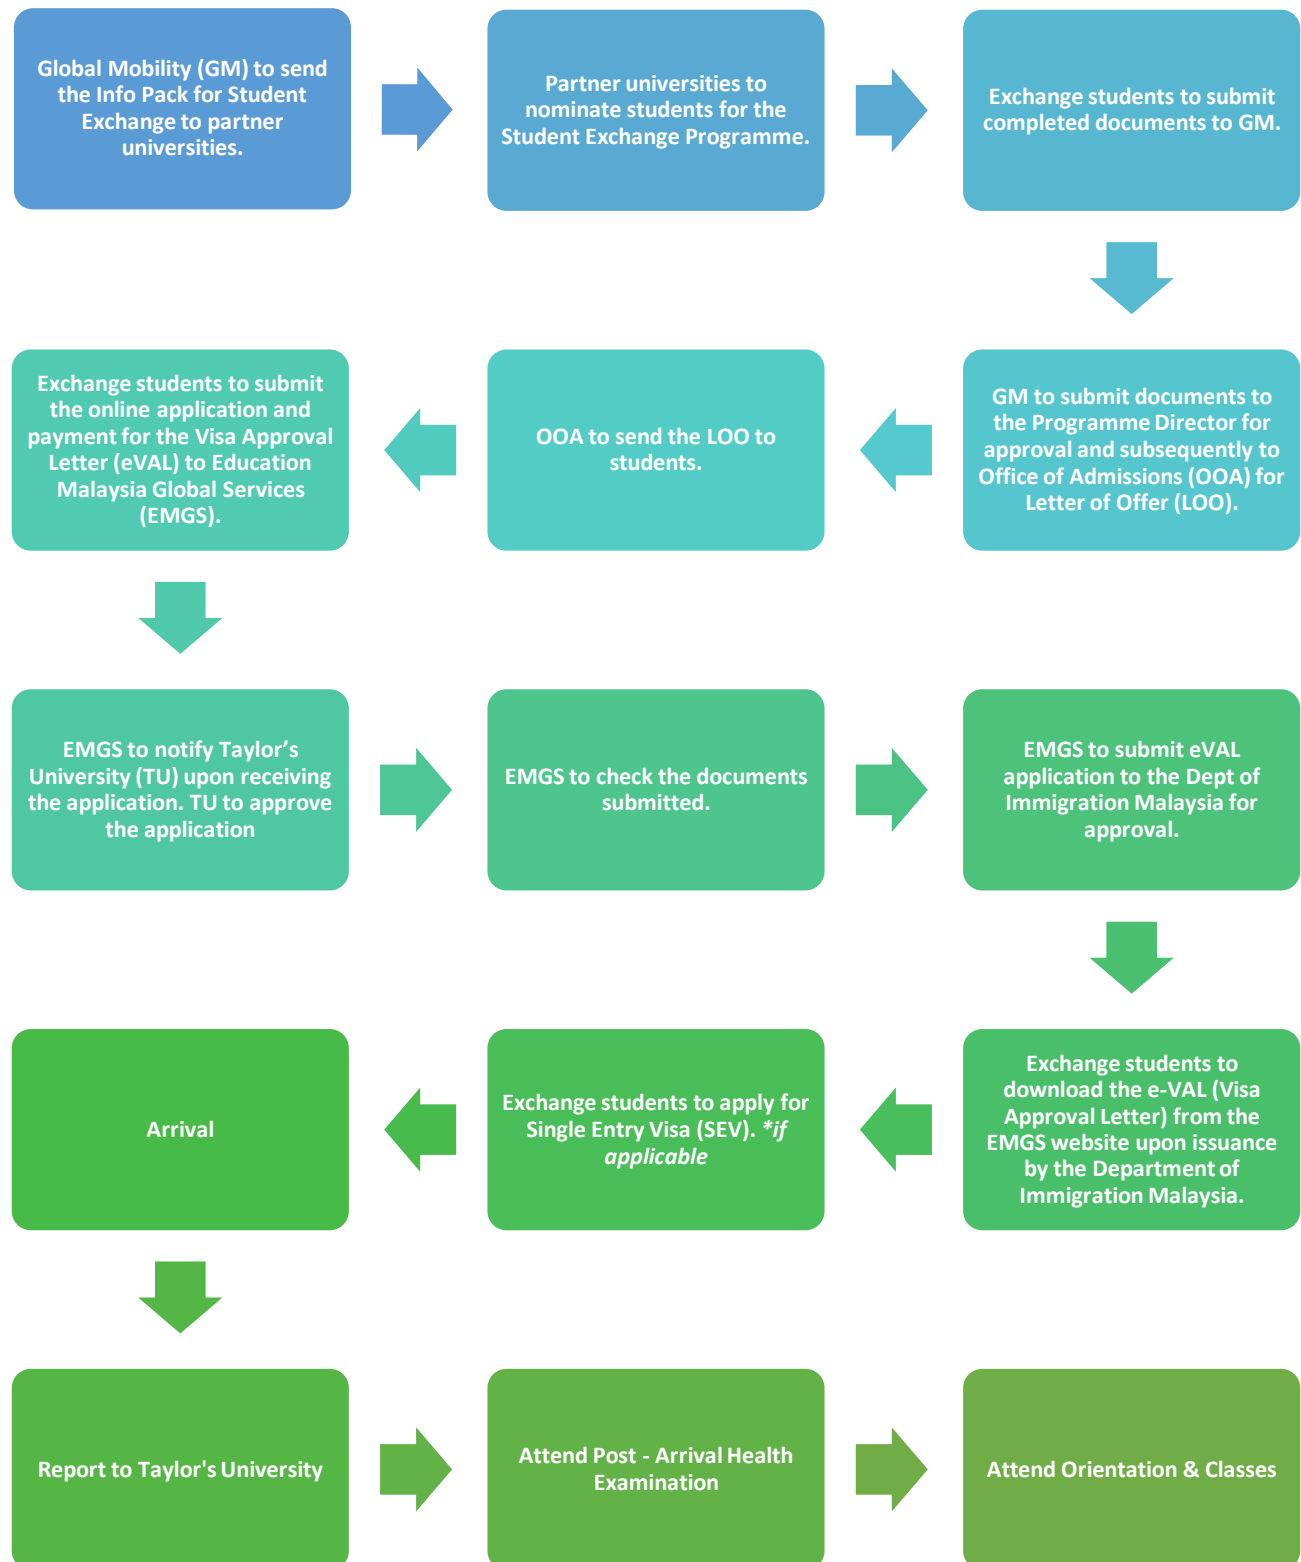 Global Mobility (GM) to send
the Info Pack for Student
Exchange to partner
universities.
Partner universities to
nominate students for the
Student Exchange Programme.
Exchange students to submit
completed documents to GM.
GM to submit documents to
the Programme Director for
approval and subsequently to
Office of Admissions (OOA) for
Letter of Offer (LOO).
OOA to send the LOO to
students.
Exchange students to submit
the online application and
payment for the Visa Approval
Letter (eVAL) to Education
Malaysia Global Services
(EMGS).
EMGS to notify Taylor’s
University (TU) upon receiving
the application. TU to approve
the application
EMGS to check the documents
submitted.
EMGS to submit eVAL
application to the Dept of
Immigration Malaysia for
approval.
Exchange students to
download the e-VAL (Visa
Approval Letter) from the
EMGS website upon issuance
by the Department of
Immigration Malaysia.
Exchange students to apply for
Single Entry Visa (SEV). *if
applicable
Arrival
Report to Taylor's University
Attend Post - Arrival Health
Examination
Attend Orientation & Classes